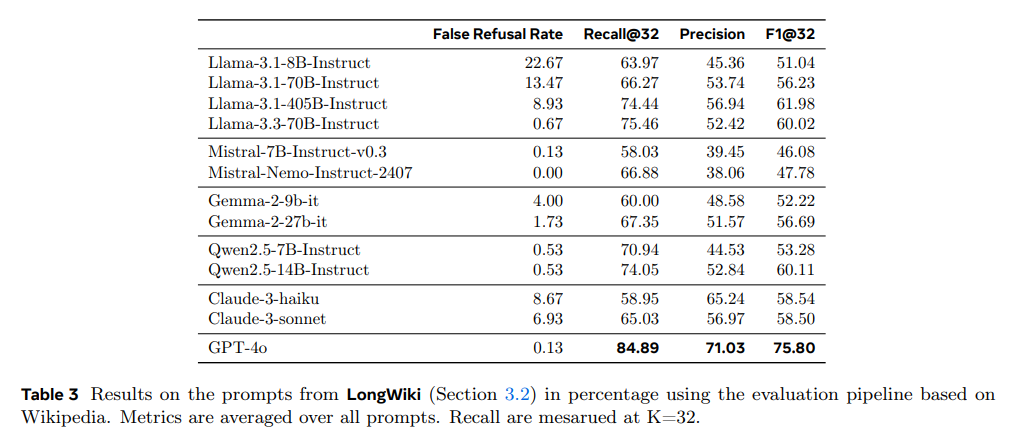 False Refusal Rate Recall@32 Precision F1@32
Llama-3.1-8B-Instruct 22.67 63.97 45.36 51.04
Llama-3.1-70B-Instruct 13.47 66.27 53.74 56.23
Llama-3.1-405B-Instruct 8.93 74.44 56.94 61.98
Llama-3.3-70B-Instruct 0.67 75.46 52.42 60.02
Mistral-7B-Instruct-v0.3 0.13 58.03 39.45 46.08
Mistral-Nemo-Instruct-2407 0.00 66.88 38.06 47.78
Gemma-2-9b-it 4.00 60.00 48.58 52.22
Gemma-2-27b-it 1.73 67.35 51.57 56.69
Qwen2.5-7B-Instruct 0.53 70.94 44.53 53.28
Qwen2.5-14B-Instruct 0.53 74.05 52.84 60.11
Claude-3-haiku 8.67 58.95 65.24 58.54
Claude-3-sonnet 6.93 65.03 56.97 58.50
GPT-4o 0.13 84.89 71.03 75.80
Table 3 Results on the prompts from LongWiki (Section 3.2) in percentage using the evaluation pipeline based on
Wikipedia. Metrics are averaged over all prompts. Recall are mesarued at K=32.